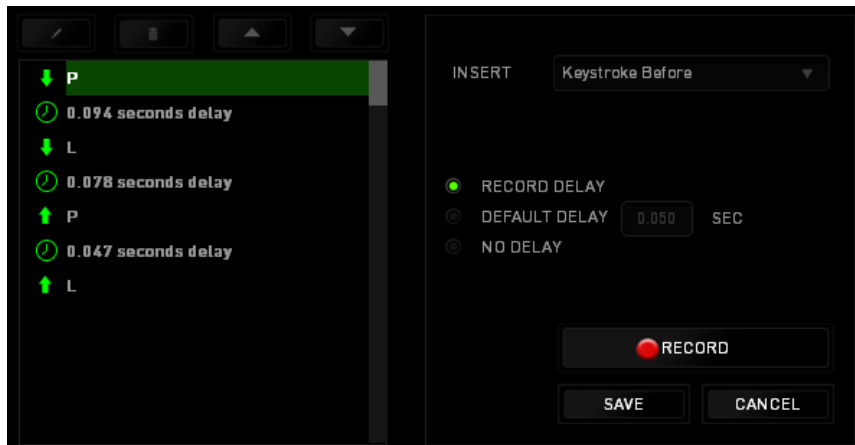 P
0.094 seconds delay
L
0.078 seconds delay
P
0.047 seconds delay
L
INSERT Keystroke Before
RECORD DELAY
DEFAULT DELAY 0.050 SEC
NO DELAY
RECORD
SAVE CANCEL